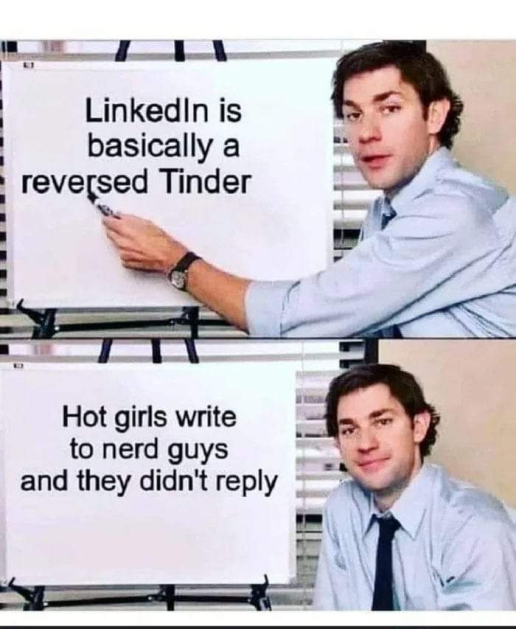 LinkedIn is
basically a
reversed Tinder
Hot girls write
to nerd guys
and they didn't reply